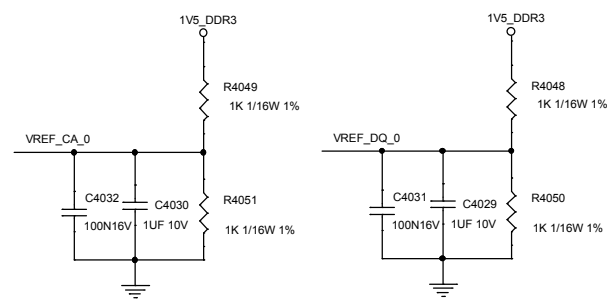 1V5_DDR3
R4049
1K 1/16W 1%
VREF_CA_0
C4032
100N16V
C4030
1UF 10V
R4051
1K 1/16W 1%
1V5_DDR3
R4048
1K 1/16W 1%
VREF_DQ_0
C4031
100N16V
C4029
1UF 10V
R4050
1K 1/16W 1%